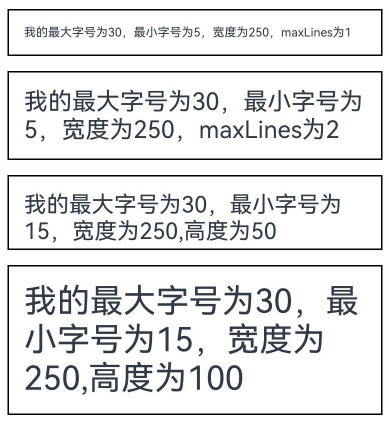 我的最大字号为30，最小字号为5，宽度为250，maxLines为1
我的最大字号为30，最小字号为
5，宽度为250，maxLines为2
我的最大字号为30，最小字号为
15，宽度为250,高度为50
我的最大字号为30，最
小字号为15，宽度为
250,高度为100